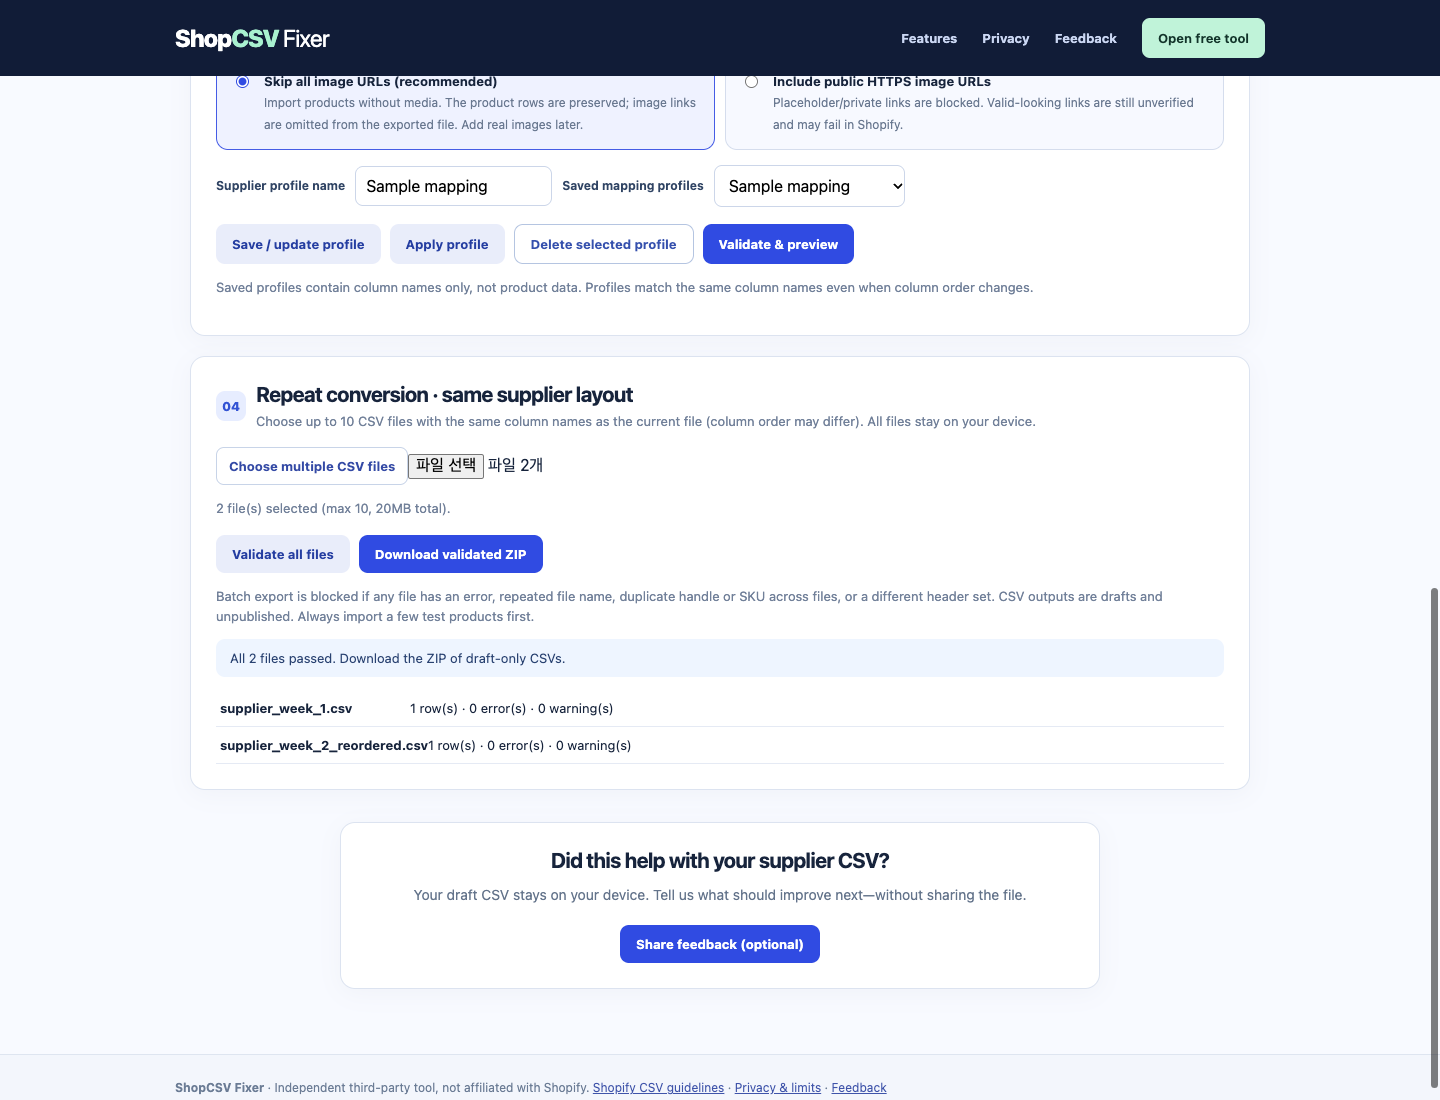 ShopCSV Fixer
Features
Privacy
Feedback
Open free tool
Skip all image URLs (recommended)
Import products without media. The product rows are preserved; image links
are omitted from the exported file. Add real images later.
Include public HTTPS image URLs
Placeholder/private links are blocked. Valid-looking links are still unverified
and may fail in Shopify.
Supplier profile name
Sample mapping
Saved mapping profiles
Sample mapping
Save / update profile
Apply profile
Delete selected profile
Validate & preview
Saved profiles contain column names only, not product data. Profiles match the same column names even when column order changes.
04
Repeat conversion · same supplier layout
Choose up to 10 CSV files with the same column names as the current file (column order may differ). All files stay on your device.
Choose multiple CSV files
파일 선택
파일 2개
2 file(s) selected (max 10, 20MB total).
Validate all files
Download validated ZIP
Batch export is blocked if any file has an error, repeated file name, duplicate handle or SKU across files, or a different header set. CSV outputs are drafts and
unpublished. Always import a few test products first.
All 2 files passed. Download the ZIP of draft-only CSVs.
supplier_week_1.csv 1 row(s) · 0 error(s) · 0 warning(s)
supplier_week_2_reordered.csv1 row(s) · 0 error(s) · 0 warning(s)
Did this help with your supplier CSV?
Your draft CSV stays on your device. Tell us what should improve next—without sharing the file.
Share feedback (optional)
ShopCSV Fixer · Independent third-party tool, not affiliated with Shopify. Shopify CSV guidelines · Privacy & limits · Feedback